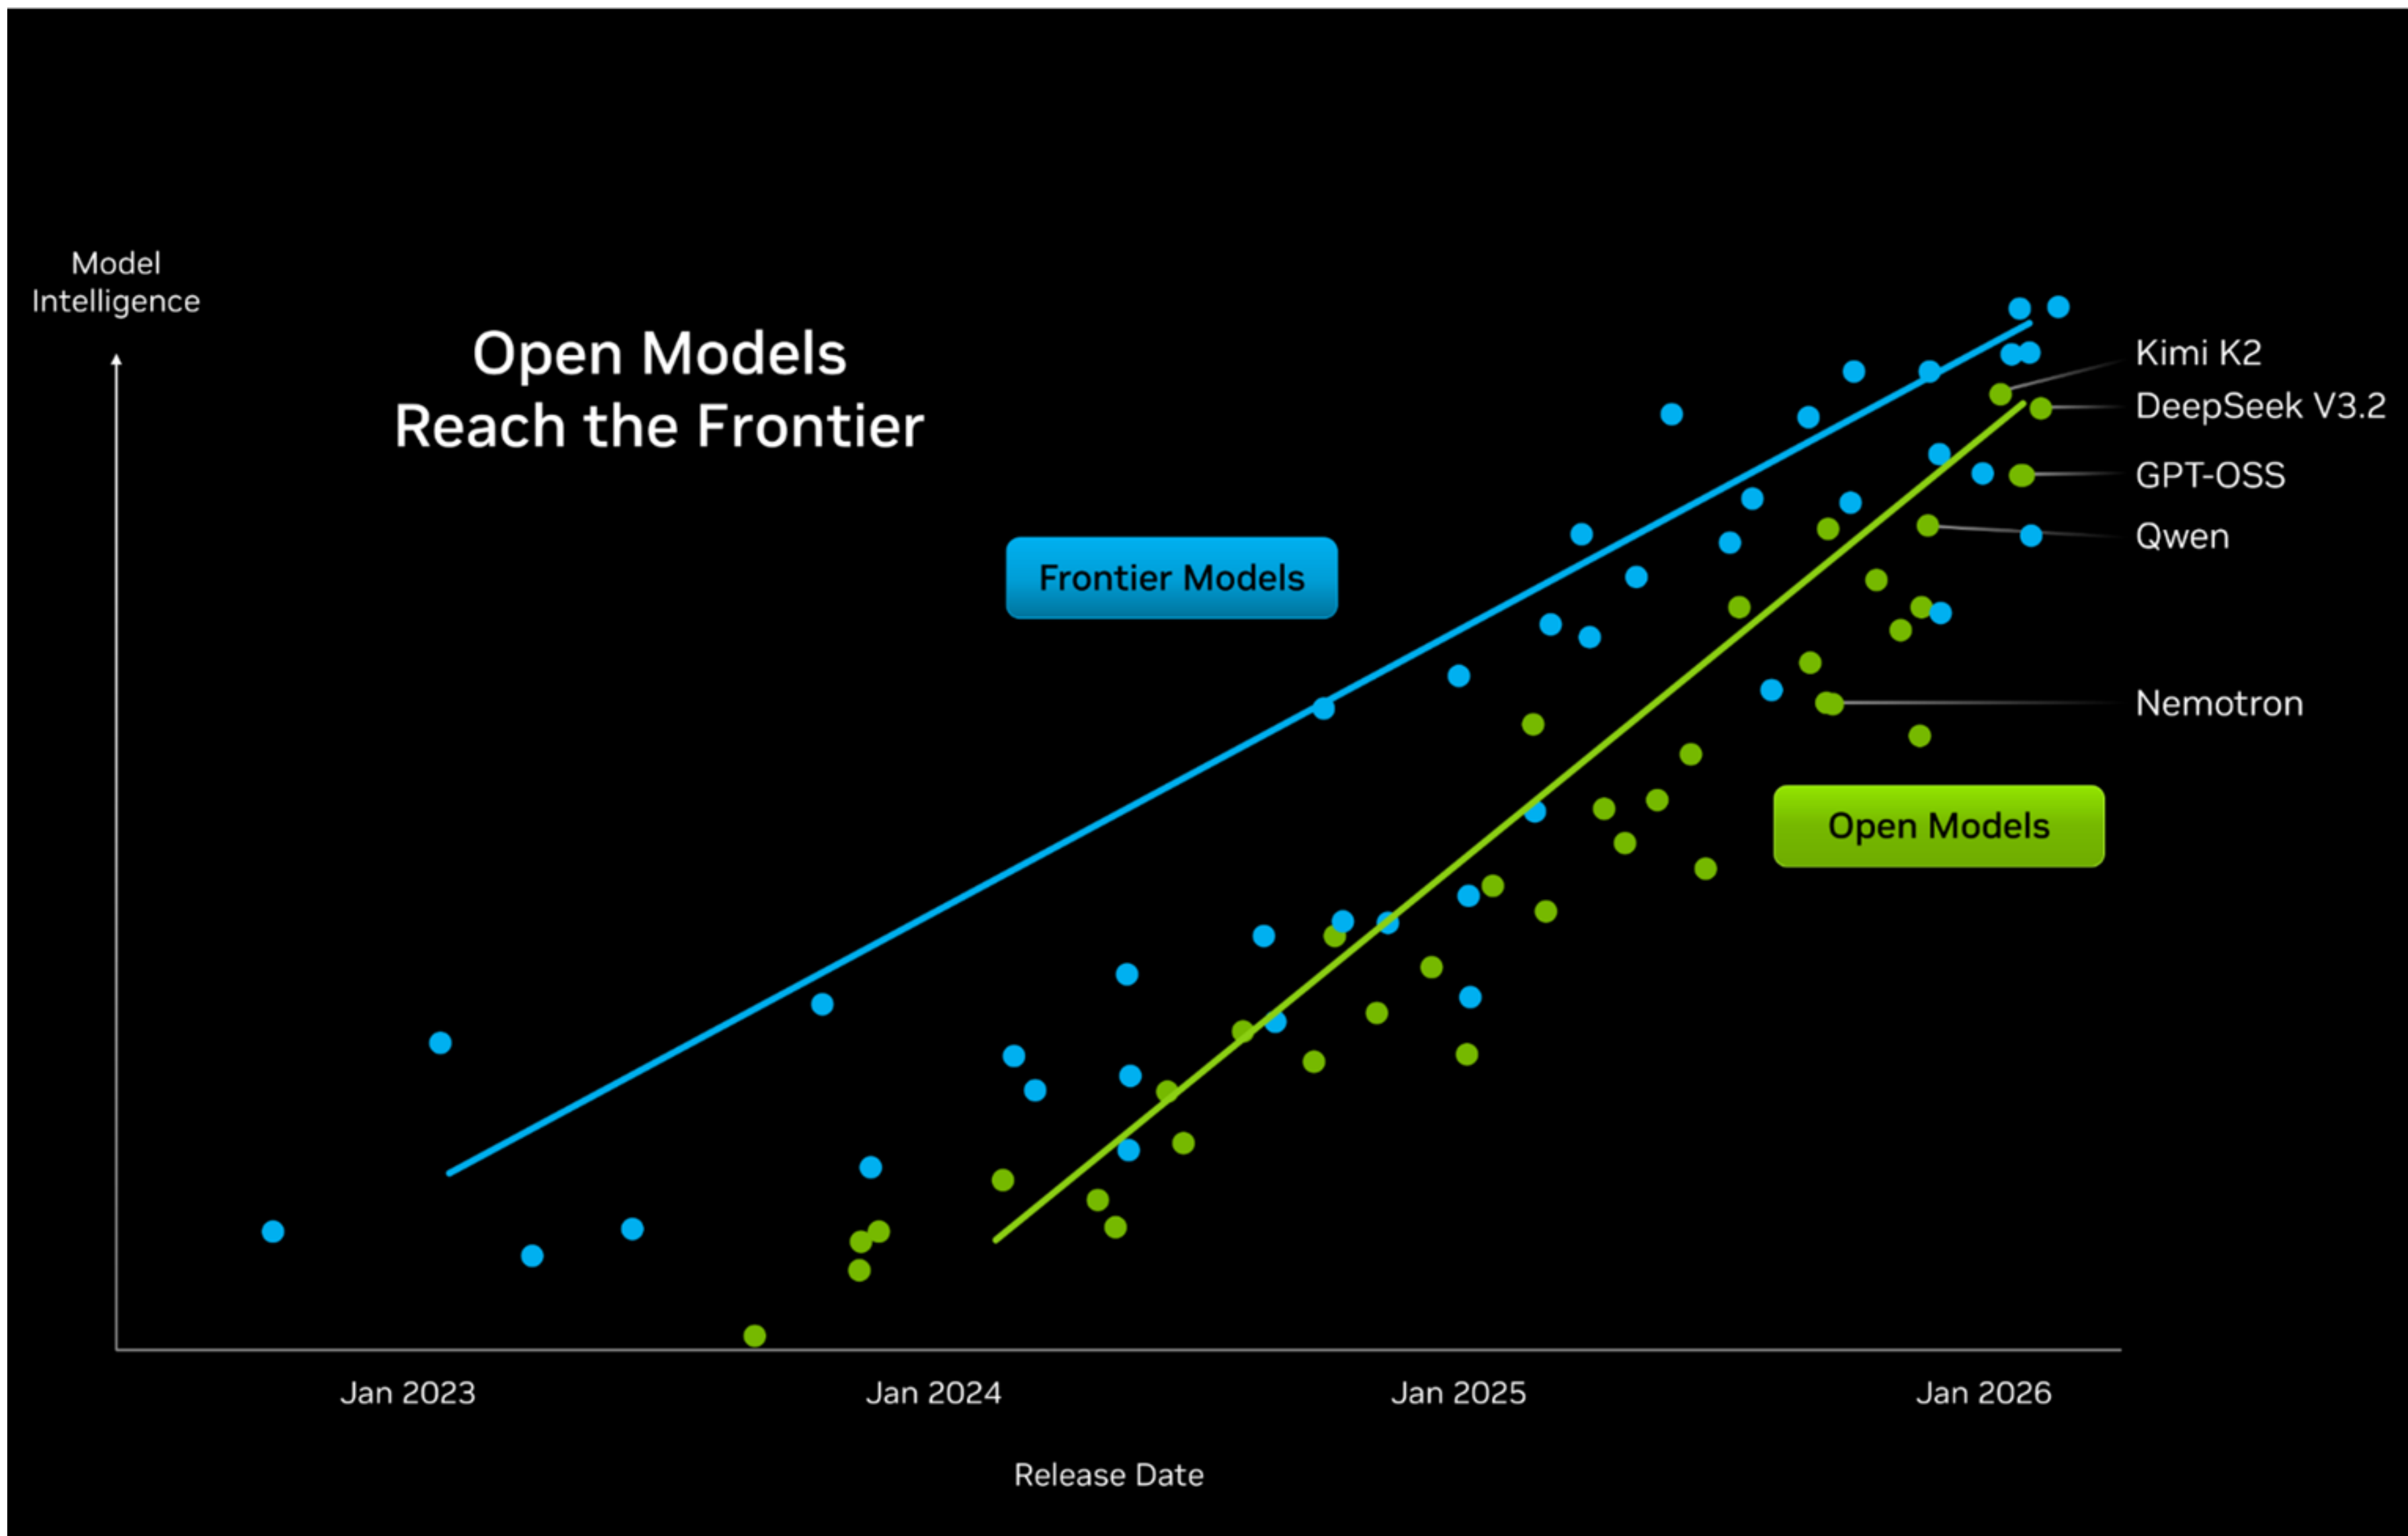 Model
Intelligence
Open Models
Reach the Frontier
Frontier Models
Kimi K2
DeepSeek V3.2
GPT-OSS
Qwen
Nemotron
Open Models
Jan 2023
Jan 2024
Jan 2025
Jan 2026
Release Date